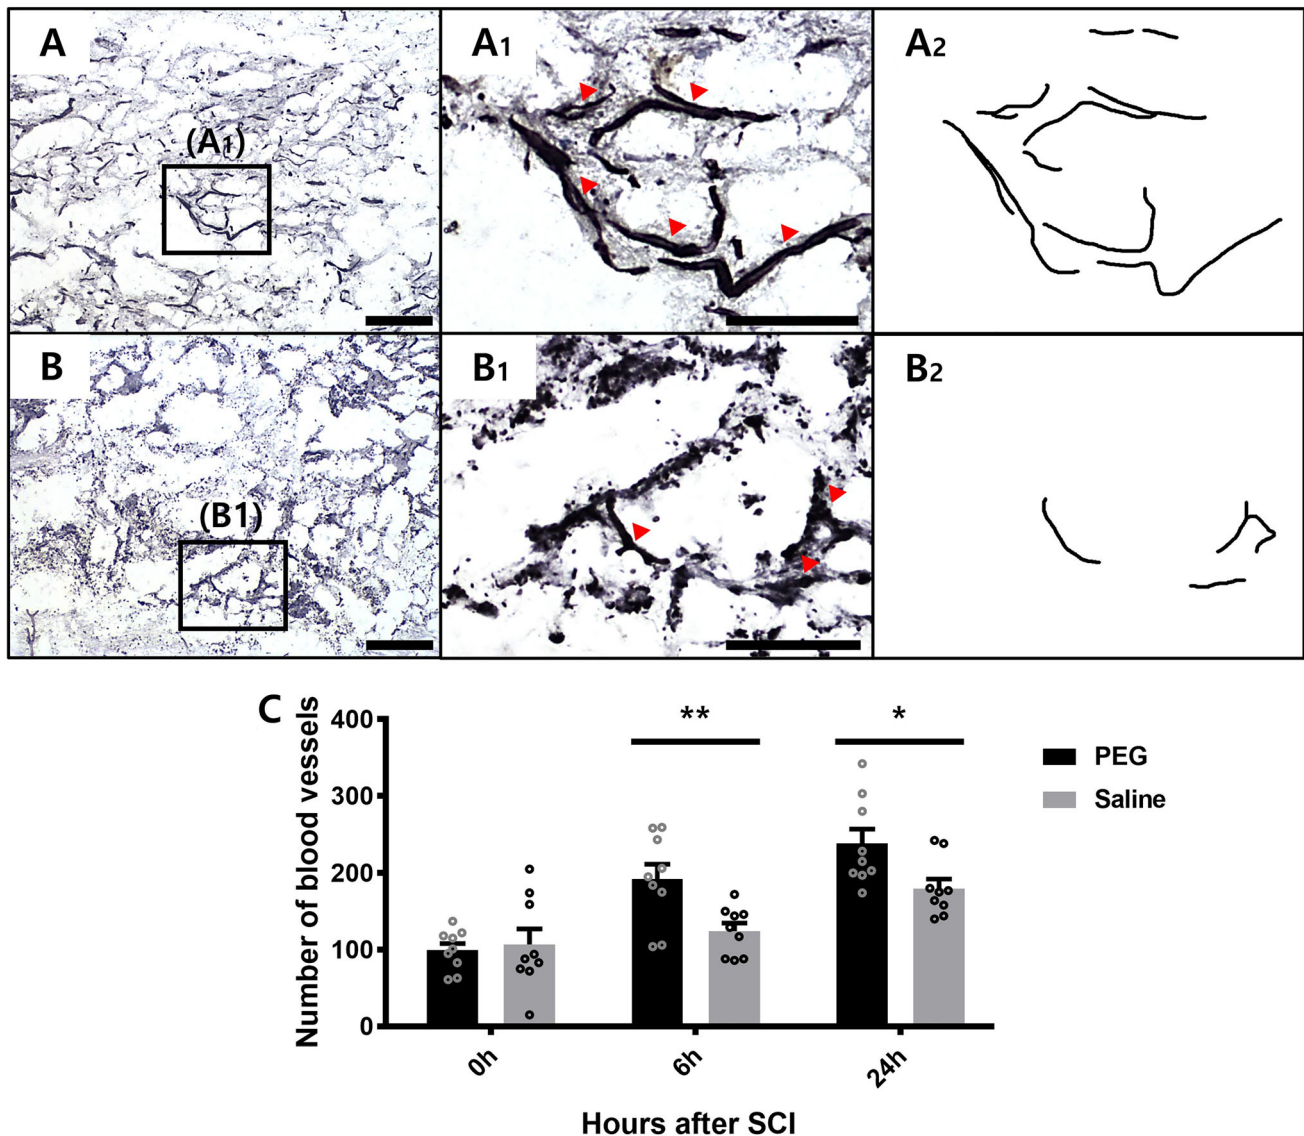 A
(A1)
A1
A2
B
(B1)
B1
B2
C
Number of blood vessels
400
300
200
100
0
**
*
PEG
Saline
0h
6h
24h
Hours after SCI